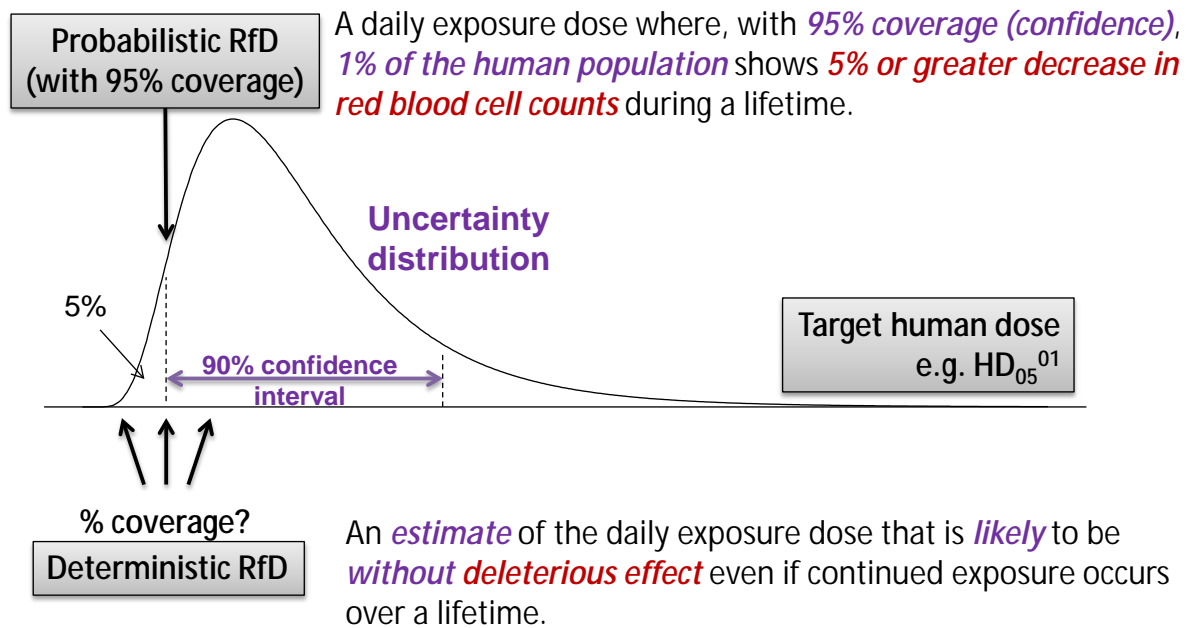 Probabilistic RfD
(with 95% coverage)
A daily exposure dose where, with 95% coverage (confidence),
1% of the human population shows 5% or greater decrease in
red blood cell counts during a lifetime.
Uncertainty
distribution
5%
90% confidence
interval
Target human dose
e.g. HD₀₅⁰¹
% coverage?
Deterministic RfD
An estimate of the daily exposure dose that is likely to be
without deleterious effect even if continued exposure occurs
over a lifetime.